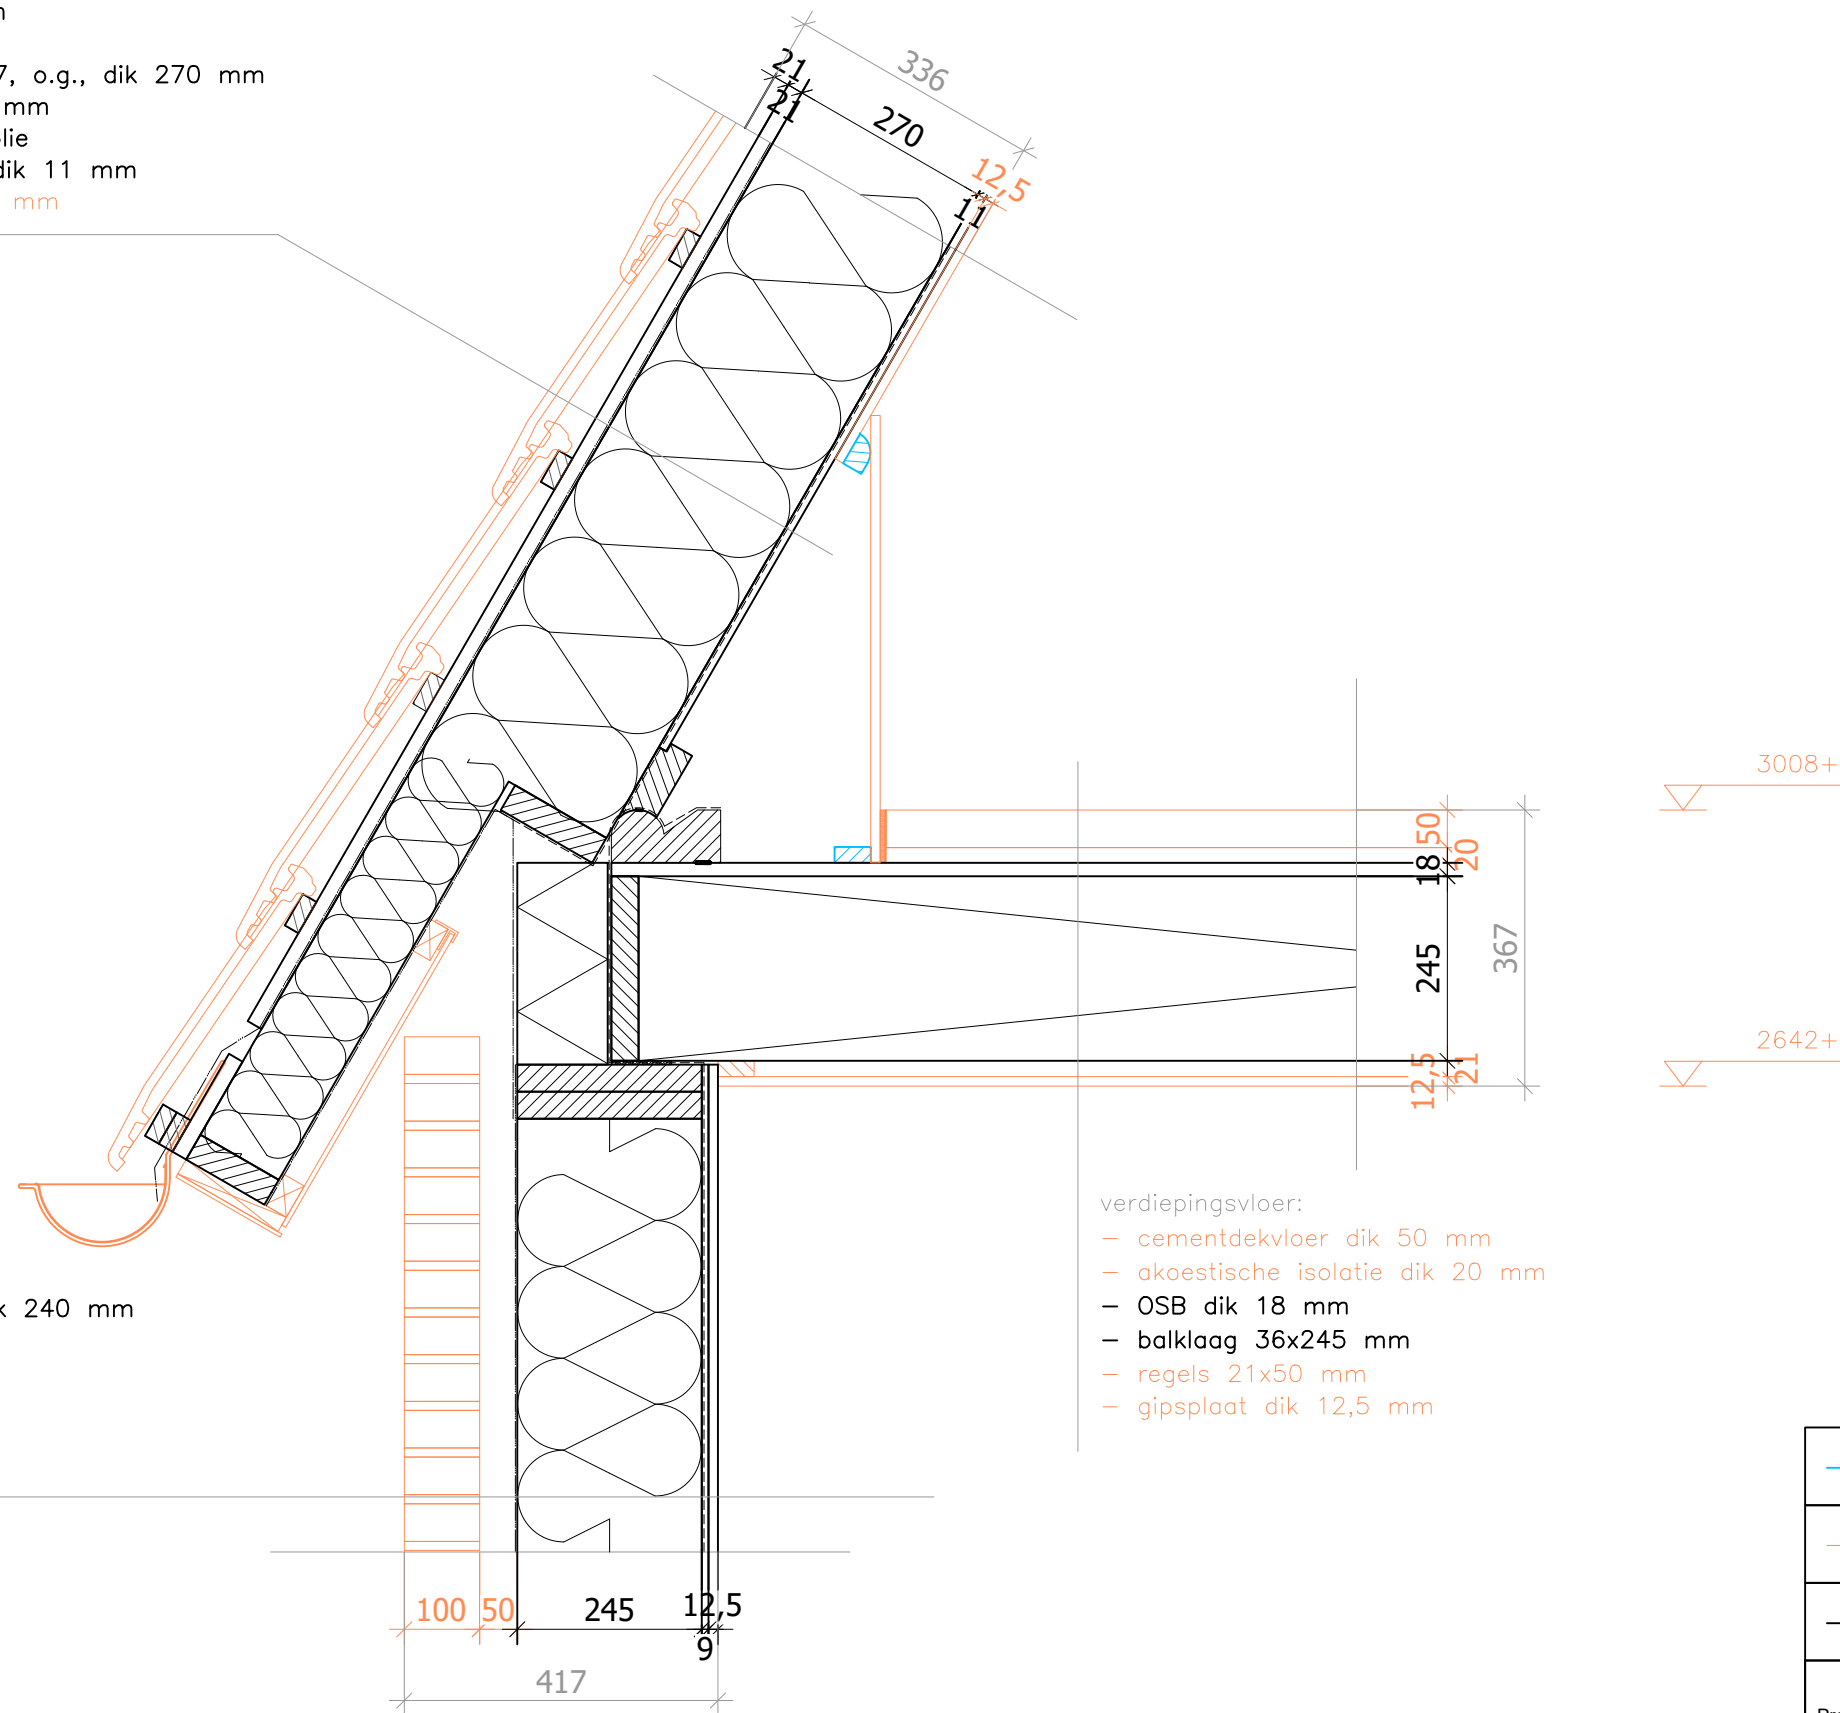 7, o.g., dik 270 mm
mm
dik 11 mm
mm
21
21
270
336
12,5
11
3008+
50
20
18
245
367
12,5
21
2642+
verdiepingsvloer:
- cementdekvloer dik 50 mm
- akoestische isolatie dik 20 mm
- OSB dik 18 mm
- balklaag 36x245 mm
- regels 21x50 mm
- gipsplaat dik 12,5 mm
240 mm
100
50
245
12,5
9
417